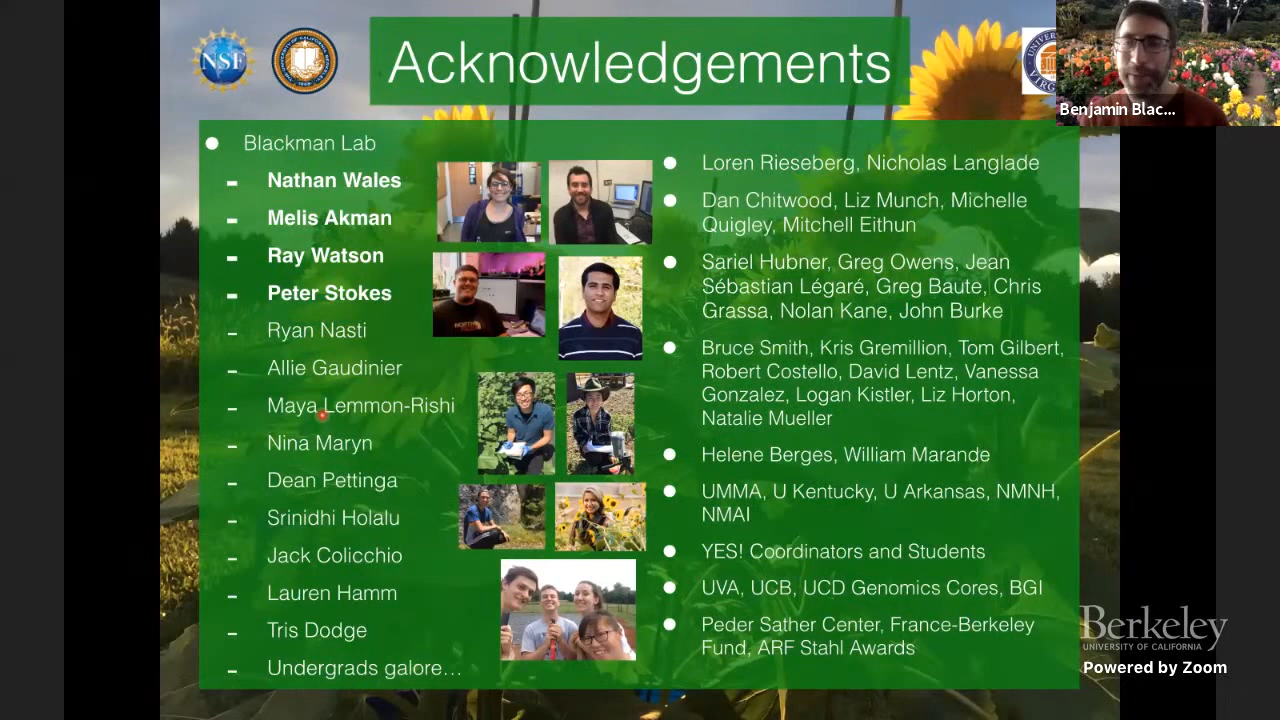 NSF
Acknowledgements
Benjamin Blac...
Blackman Lab
Nathan Wales
Melis Akman
Ray Watson
Peter Stokes
Ryan Nasti
Allie Gaudinier
Maya Lemmon-Rishi
Nina Maryn
Dean Pettinga
Srinidhi Holalu
Jack Colicchio
Lauren Hamm
Tris Dodge
Undergrads galore...
Loren Rieseberg, Nicholas Langlade
Dan Chitwood, Liz Munch, Michelle
Quigley, Mitchell Eithun
Sariel Hubner, Greg Owens, Jean
Sébastian Légaré, Greg Baute, Chris
Grassa, Nolan Kane, John Burke
Bruce Smith, Kris Gremillion, Tom Gilbert,
Robert Costello, David Lentz, Vanessa
Gonzalez, Logan Kistler, Liz Horton,
Natalie Mueller
Helene Berges, William Marande
UMMA, U Kentucky, U Arkansas, NMNH,
NMAI
YES! Coordinators and Students
UVA, UCB, UCD Genomics Cores, BGI
Peder Sather Center, France-Berkeley
Fund, ARF Stahl Awards
Berkeley
UNIVERSITY OF CALIFORNIA
Powered by Zoom